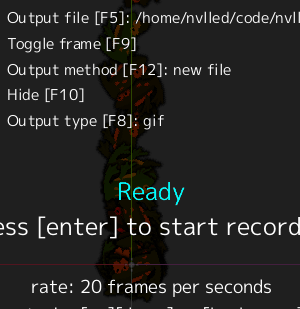 Output file [F5]: /home/nvlled/code/nvll
Toggle frame [F9]
Output method [F12]: new file
Hide [F10]
Output type [F8]: gif
Ready
ess [enter] to start record
rate: 20 frames per seconds